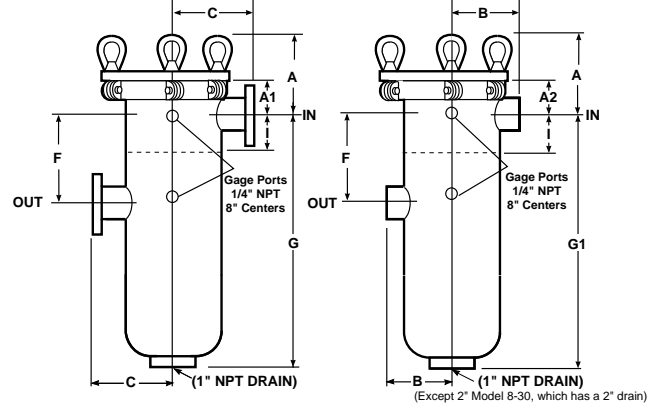 C
B
A
A
A1
A2
IN
IN
I
I
F
F
Gage Ports
1/4" NPT
8" Centers
Gage Ports
1/4" NPT
8" Centers
OUT
OUT
G
G1
C
(1" NPT DRAIN)
B
(1" NPT DRAIN)
(Except 2" Model 8-30, which has a 2" drain)